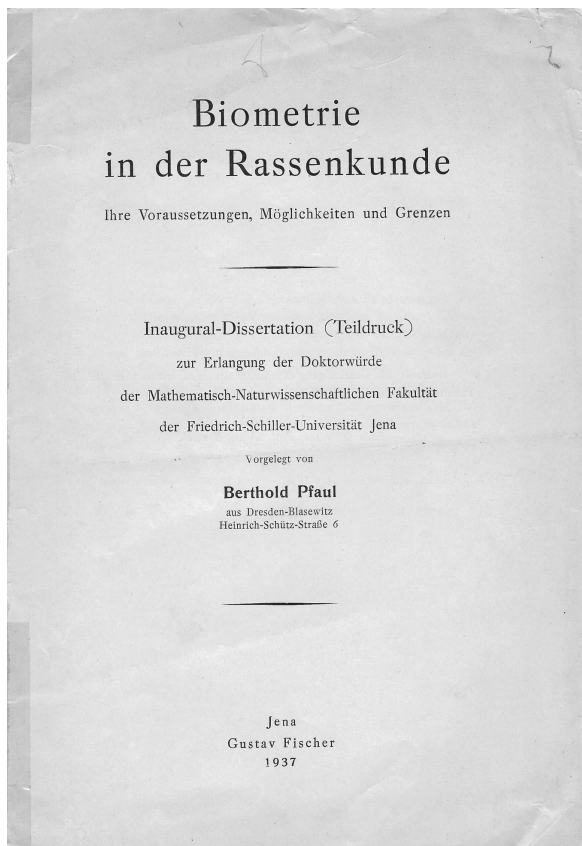 Biometrie
in der Rassenkunde
Ihre Voraussetzungen, Möglichkeiten und Grenzen
Inaugural-Dissertation (Teildruck)
zur Erlangung der Doktorwürde
der Mathematisch-Naturwissenschaftlichen Fakultät
der Friedrich-Schiller-Universität Jena
Vorgelegt von
Berthold Pfaul
aus Dresden-Blasewitz
Heinrich-Schütz-Straße 6
Jena
Gustav Fischer
1937